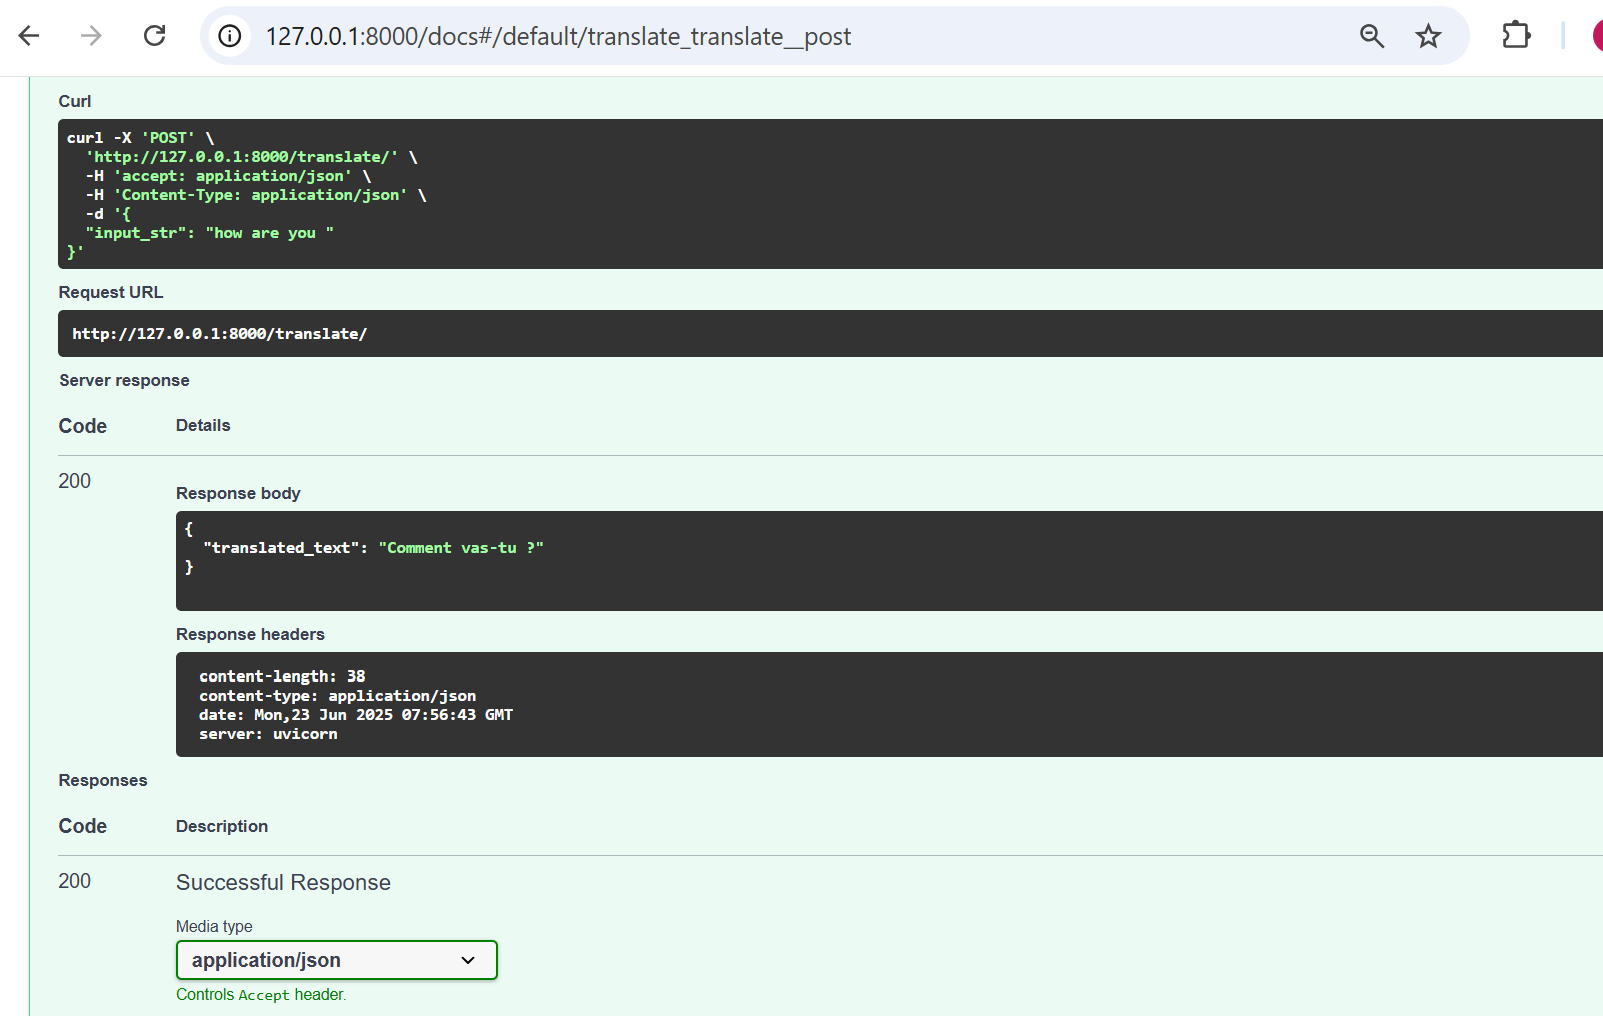 127.0.0.1:8000/docs#/default/translate_translate__post
Curl
curl -X 'POST' \
'http://127.0.0.1:8000/translate/' \
-H 'accept: application/json' \
-H 'Content-Type: application/json' \
-d '{
"input_str": "how are you "
}'
Request URL
http://127.0.0.1:8000/translate/
Server response
Code Details
200
Response body
{
"translated_text": "Comment vas-tu ?"
}
Response headers
content-length: 38
content-type: application/json
date: Mon,23 Jun 2025 07:56:43 GMT
server: uvicorn
Responses
Code Description
200 Successful Response
Media type
application/json
Controls Accept header.